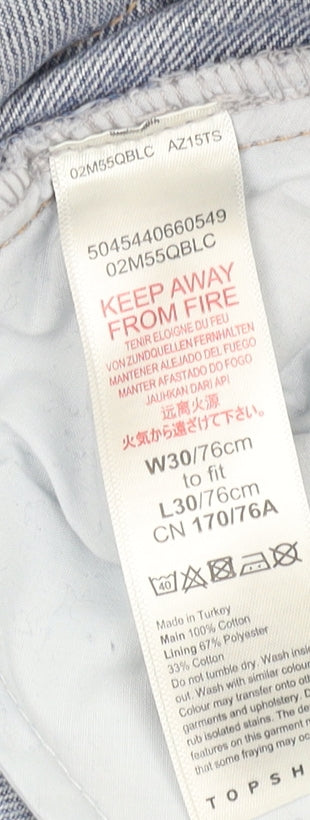 02M55QBLC AZ15TS
5045440660549
02M55QBLC
KEEP AWAY
FROM FIRE
TENIR ELOIGNE DU FEU
VON ZUNDQUELLEN FERNHALTEN
MANTENER ALEJADO DEL FUEGO
MANTER AFASTADO DO FOGO
JAUHKAN DARI API
远离火源
火気から遠ざけて下さい。
W30/76cm
to fit
L30/76cm
CN 170/76A
40
Made in Turkey
Main 100% Cotton
Lining 67% Polyester
33% Cotton
Do not tumble dry. Wash insi
out. Wash with similar colou
Colour may transfer onto ot
garments and upholstery. D
rub isolated stains. The de
features on this garment
that some fraying may oc
TOPSH